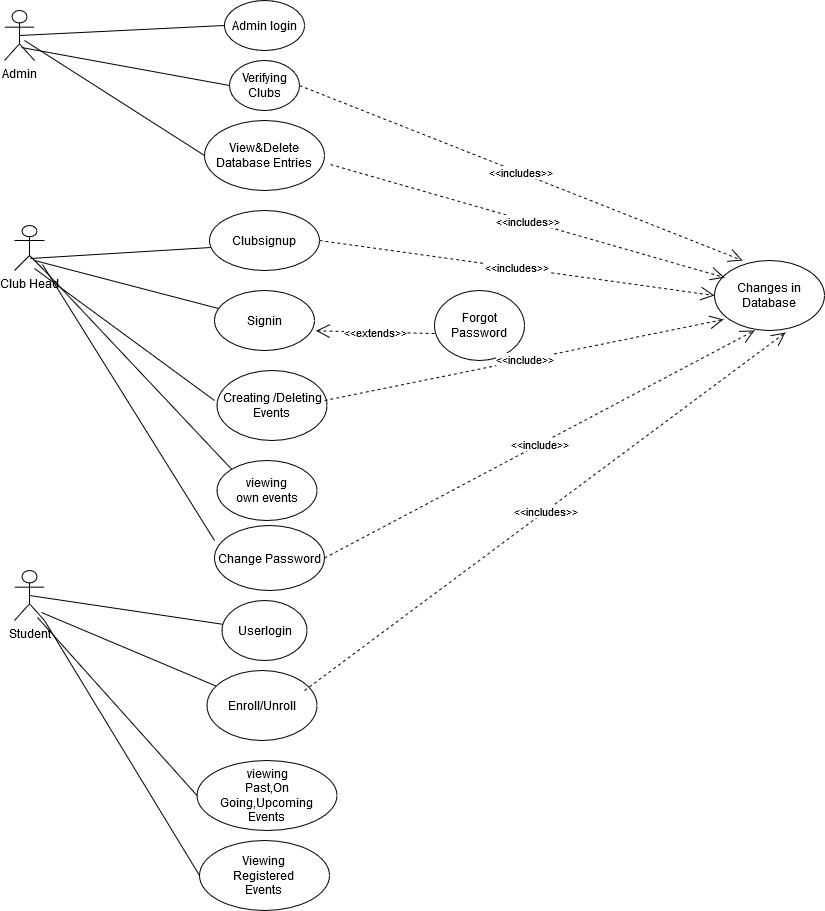 Admin login
Admin
Verifying
Clubs
View&Delete
Database Entries
<<includes>>
<<includes>>
Clubsignup
<<includes>>
Club Head
Changes in
Database
Signin
<<extends>>
Forgot
Password
<<include>>
Creating /Deleting
Events
<<include>>
viewing
own events
<<includes>>
Change Password
Student
Userlogin
Enroll/Unroll
viewing
Past,On
Going,Upcoming
Events
Viewing
Registered
Events